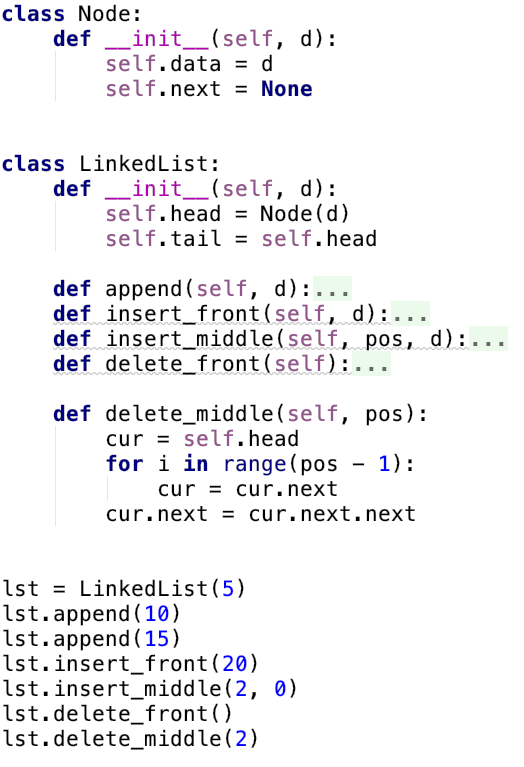 class Node:
    def __init__(self, d):
        self.data = d
        self.next = None
class LinkedList:
    def __init__(self, d):
        self.head = Node(d)
        self.tail = self.head
    def append(self, d):...
    def insert_front(self, d):...
    def insert_middle(self, pos, d):...
    def delete_front(self):...
    def delete_middle(self, pos):
        cur = self.head
        for i in range(pos - 1):
            cur = cur.next
        cur.next = cur.next.next
lst = LinkedList(5)
lst.append(10)
lst.append(15)
lst.insert_front(20)
lst.insert_middle(2, 0)
lst.delete_front()
lst.delete_middle(2)